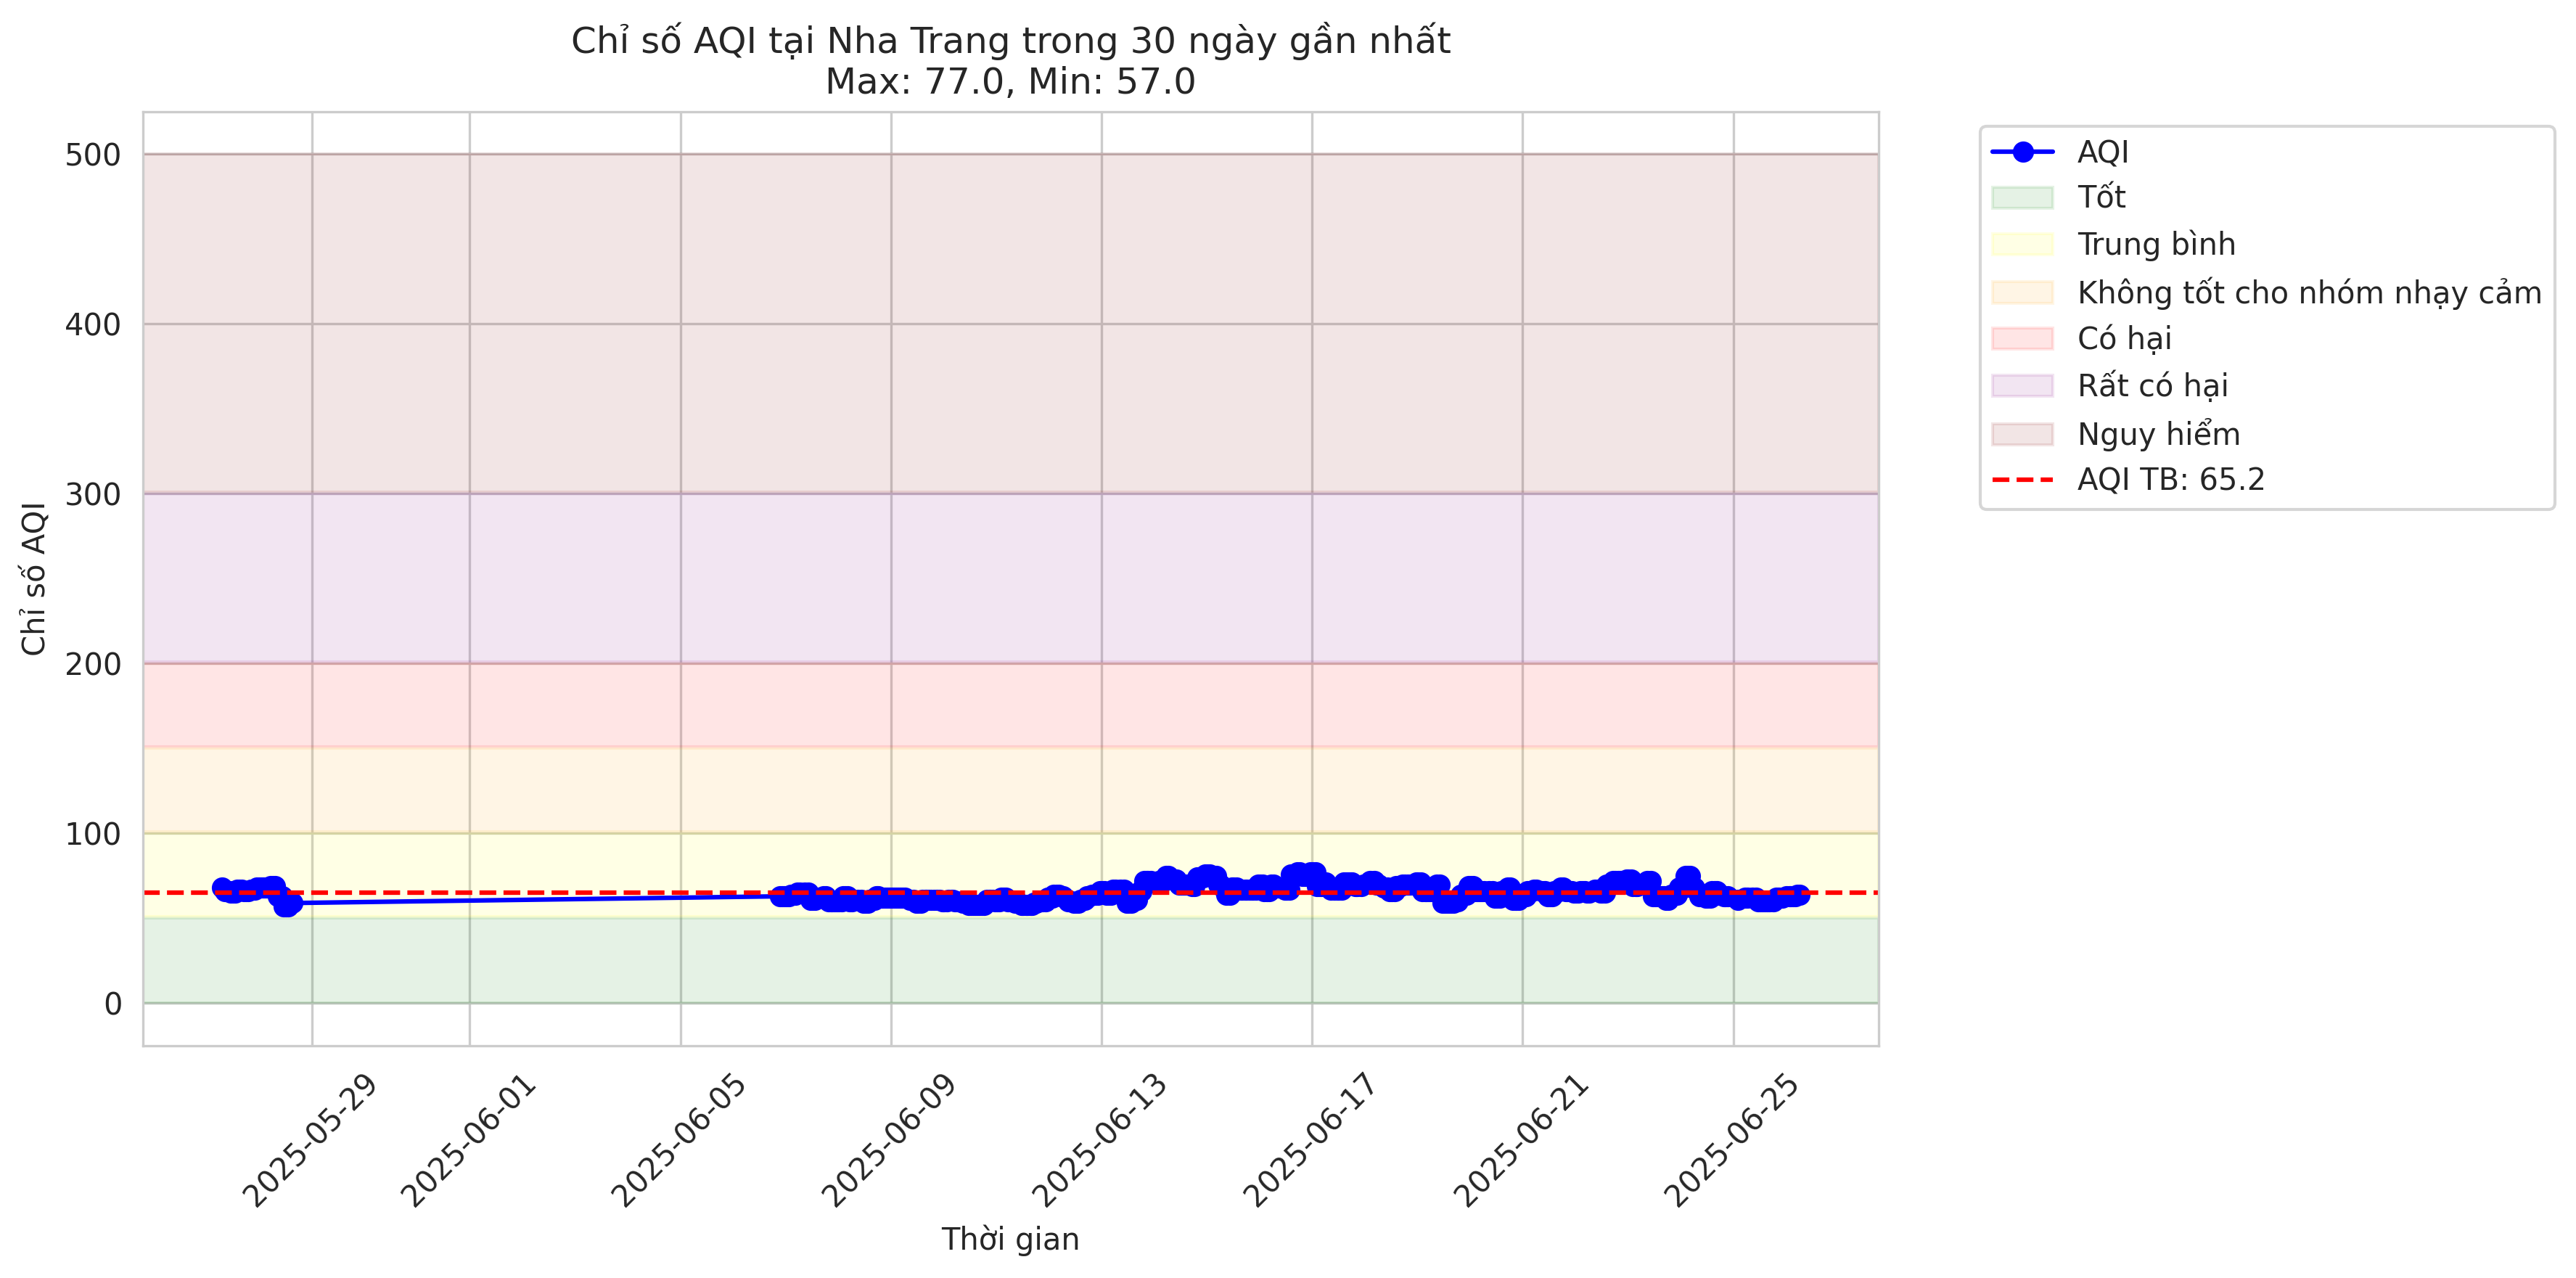 Chỉ số AQI tại Nha Trang trong 30 ngày gần nhất
Max: 77.0, Min: 57.0
Chỉ số AQI
500
400
300
200
100
0
2025-05-29
2025-06-01
2025-06-05
2025-06-09
2025-06-13
2025-06-17
2025-06-21
2025-06-25
Thời gian
AQI
Tốt
Trung bình
Không tốt cho nhóm nhạy cảm
Có hại
Rất có hại
Nguy hiểm
AQI TB: 65.2